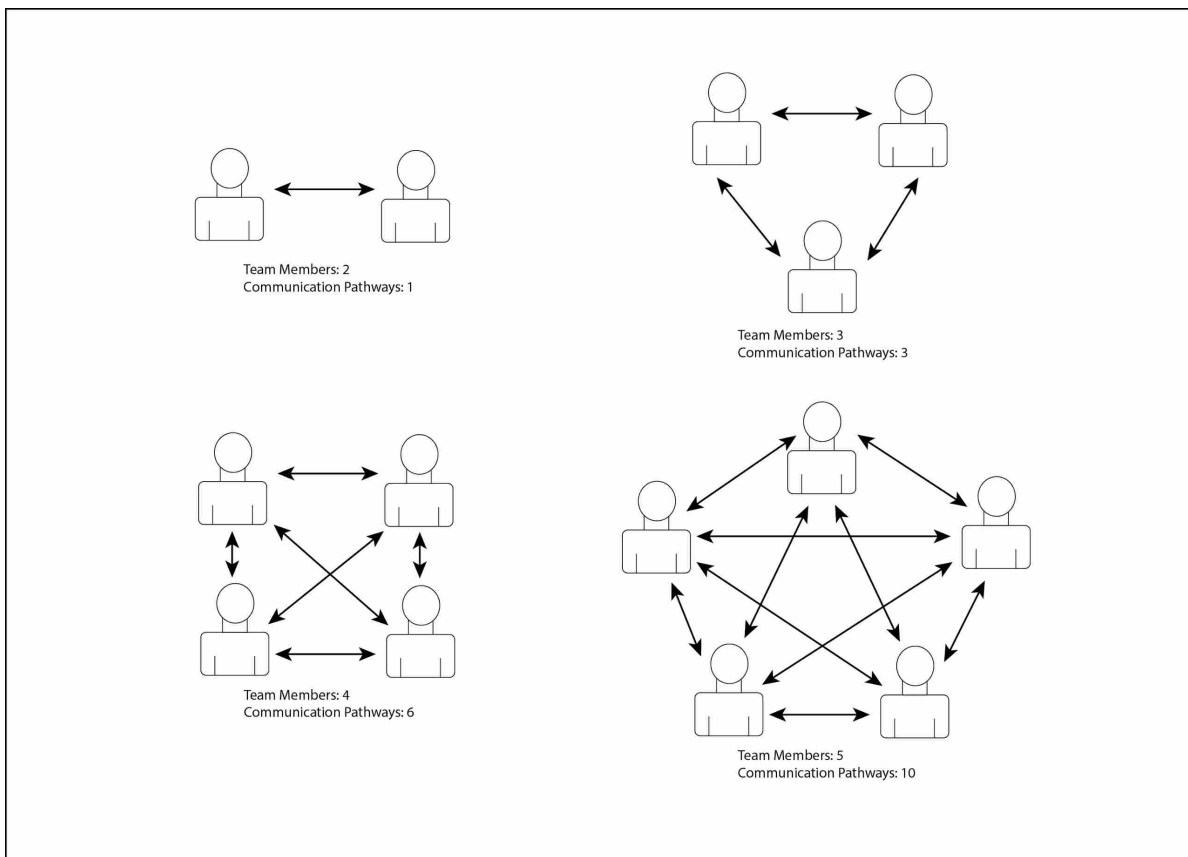 Team Members: 2
Communication Pathways: 1
Team Members: 3
Communication Pathways: 3
Team Members: 4
Communication Pathways: 6
Team Members: 5
Communication Pathways: 10